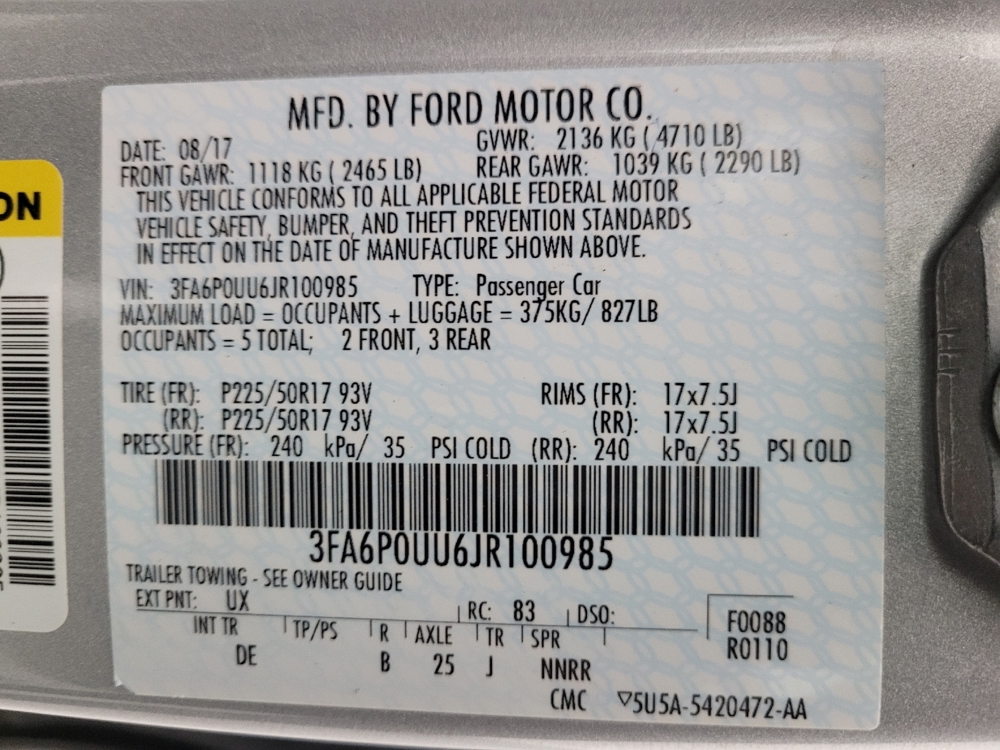 MFD. BY FORD MOTOR CO.
DATE: 08/17 GVWR: 2136 KG ( 4710 LB)
FRONT GAWR: 1118 KG ( 2465 LB) REAR GAWR: 1039 KG ( 2290 LB)
THIS VEHICLE CONFORMS TO ALL APPLICABLE FEDERAL MOTOR
VEHICLE SAFETY, BUMPER, AND THEFT PREVENTION STANDARDS
IN EFFECT ON THE DATE OF MANUFACTURE SHOWN ABOVE.
VIN: 3FA6P0UU6JR100985 TYPE: Passenger Car
MAXIMUM LOAD = OCCUPANTS + LUGGAGE = 375KG/ 827LB
OCCUPANTS = 5 TOTAL; 2 FRONT, 3 REAR
TIRE (FR): P225/50R17 93V RIMS (FR): 17x7.5J
(RR): P225/50R17 93V (RR): 17x7.5J
PRESSURE (FR): 240 kPa/ 35 PSI COLD (RR): 240 kPa/ 35 PSI COLD
3FA6P0UU6JR100985
TRAILER TOWING - SEE OWNER GUIDE
EXT PNT: UX RC: 83 DSO:
F0088
R0110
INT TR TP/PS R AXLE TR SPR
DE B 25 J NNRR
CMC ▽5U5A-5420472-AA
ON